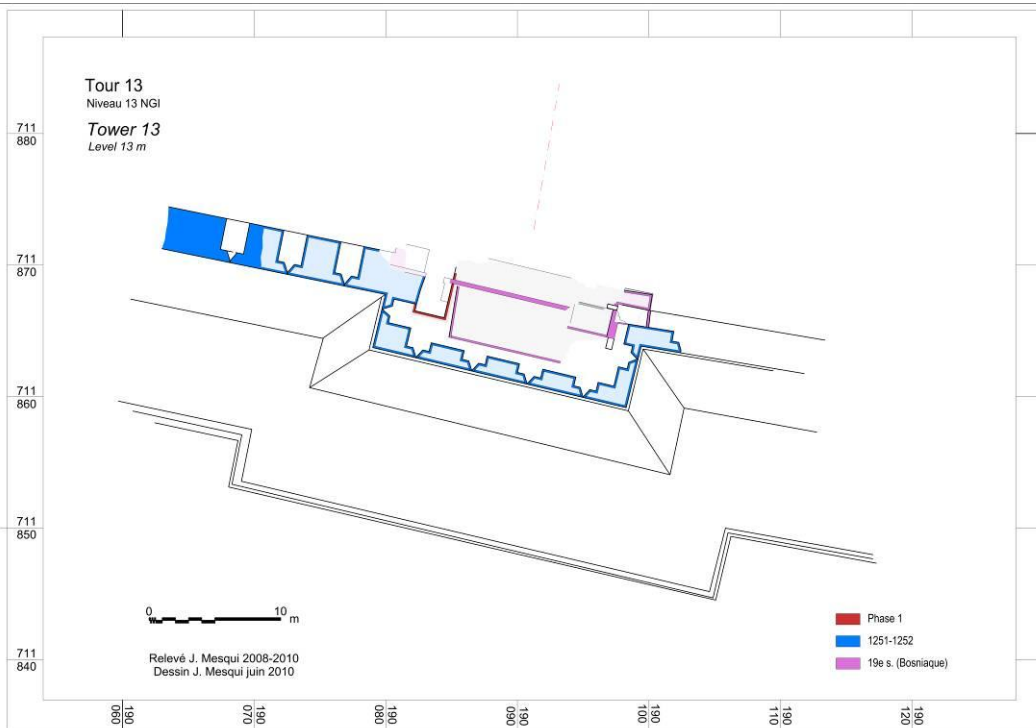 Tour 13
Niveau 13 NGI
Tower 13
Level 13 m
711
880
711
870
711
860
711
850
711
840
0 10
m
Relevé J. Mesqui 2008-2010
Dessin J. Mesqui juin 2010
Phase 1
1251-1252
19e s. (Bosniaque)
190
060
190
070
190
080
190
090
190
100
190
110
190
120